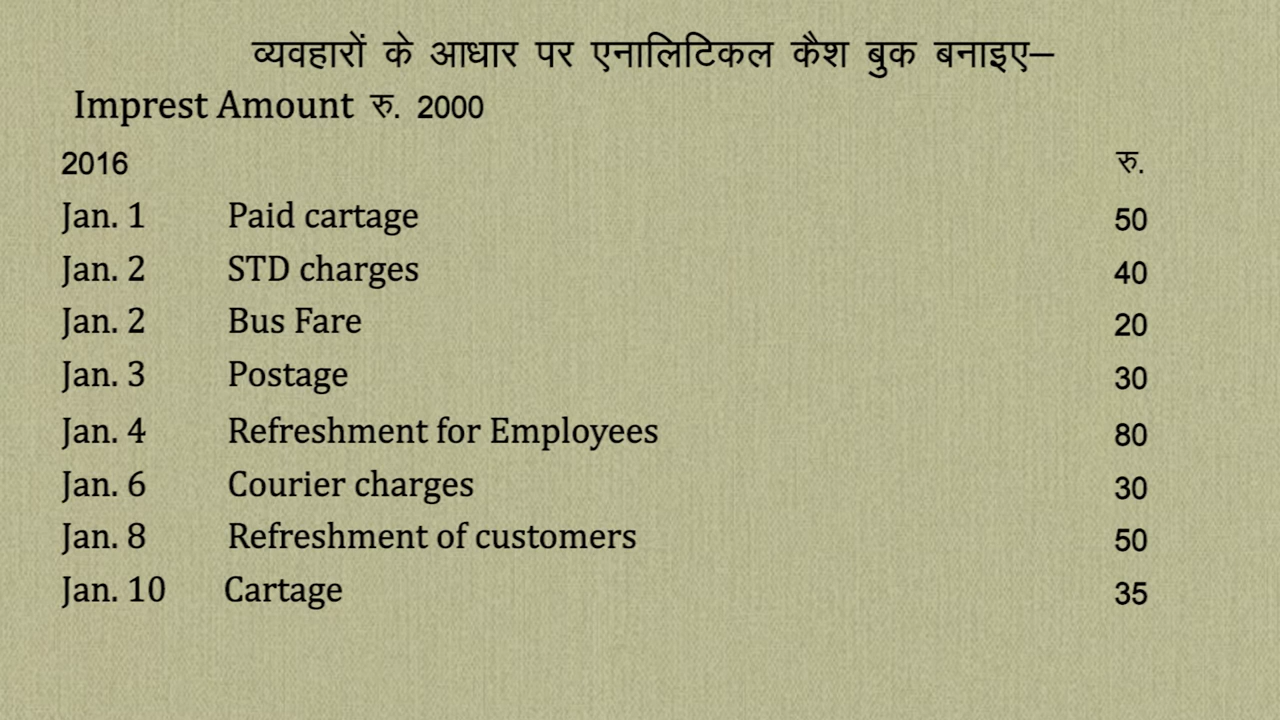 व्यवहारों के आधार पर एनालिटिकल कैश बुक बनाइए–
Imprest Amount रु. 2000
2016 रु.
Jan. 1 Paid cartage 50
Jan. 2 STD charges 40
Jan. 2 Bus Fare 20
Jan. 3 Postage 30
Jan. 4 Refreshment for Employees 80
Jan. 6 Courier charges 30
Jan. 8 Refreshment of customers 50
Jan. 10 Cartage 35